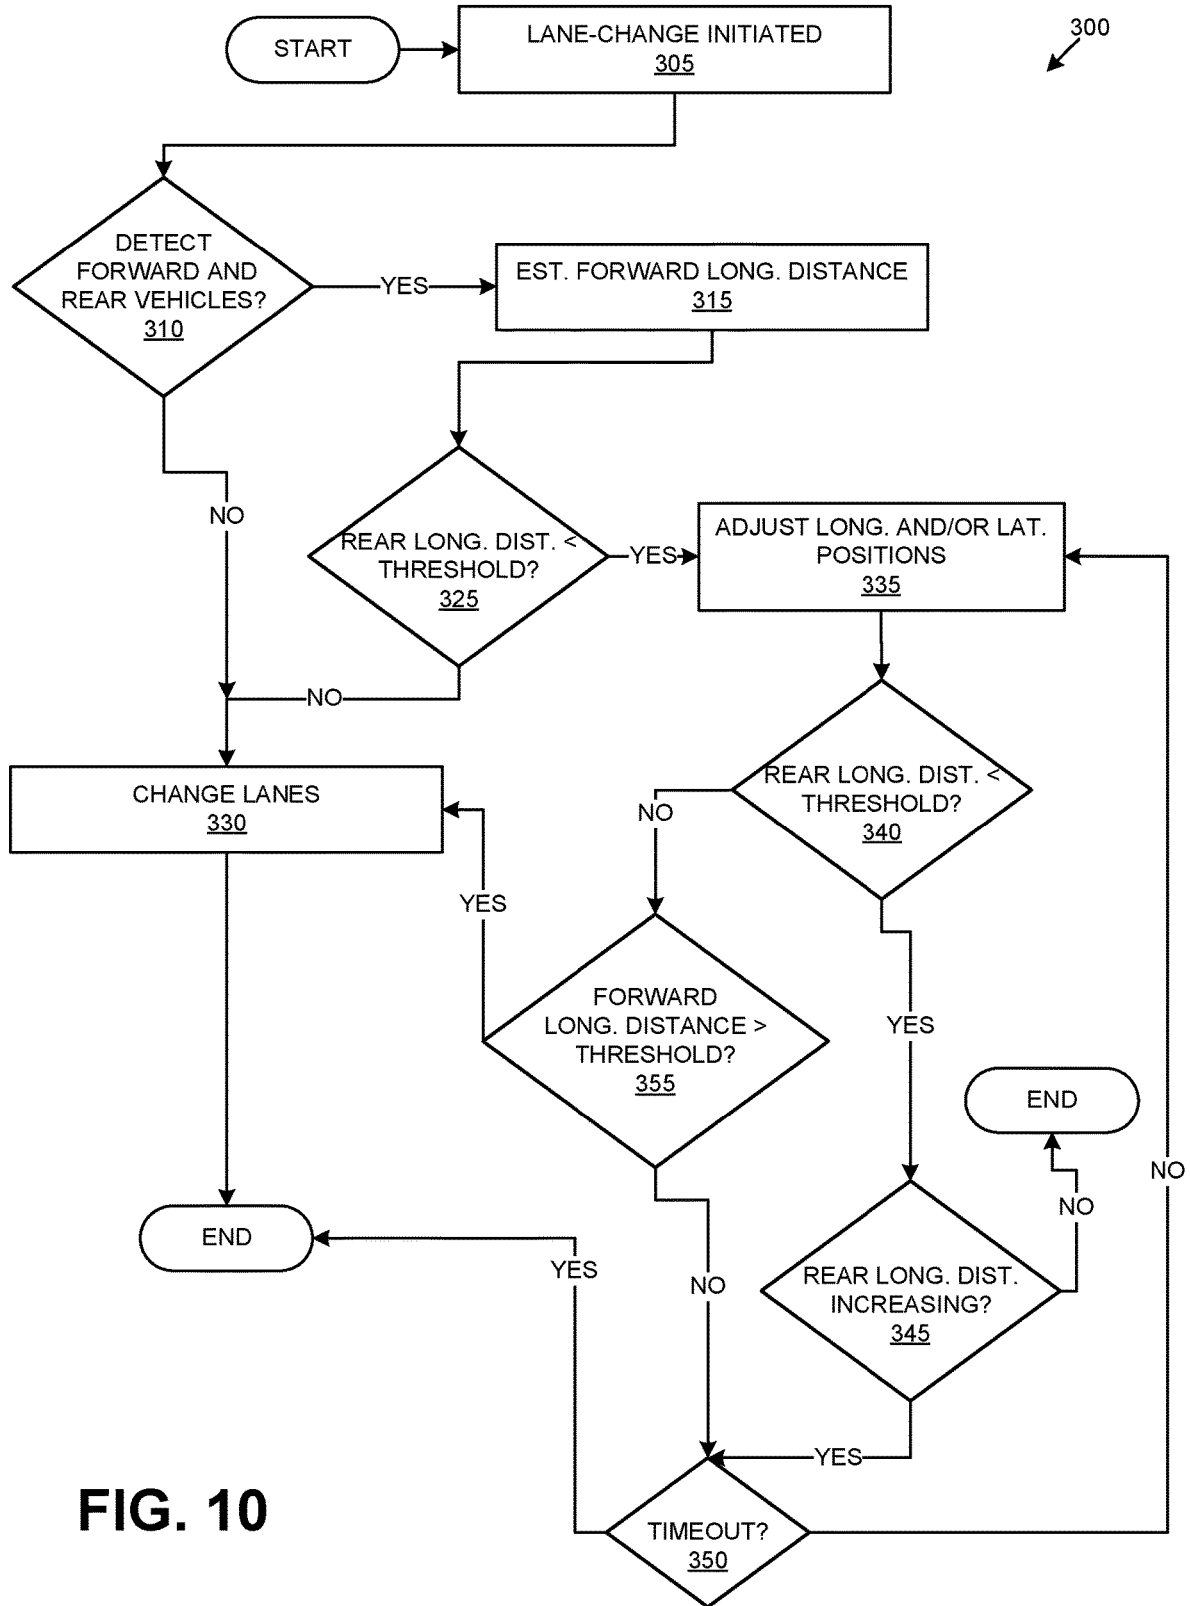 START
LANE-CHANGE INITIATED
305
300
DETECT
FORWARD AND
REAR VEHICLES?
310
YES
EST. FORWARD LONG. DISTANCE
315
NO
REAR LONG. DIST. <
THRESHOLD?
325
YES
ADJUST LONG. AND/OR LAT.
POSITIONS
335
NO
CHANGE LANES
330
REAR LONG. DIST. <
THRESHOLD?
340
NO
YES
FORWARD
LONG. DISTANCE >
THRESHOLD?
355
YES
END
NO
NO
END
YES
NO
REAR LONG. DIST.
INCREASING?
345
YES
TIMEOUT?
350
FIG. 10